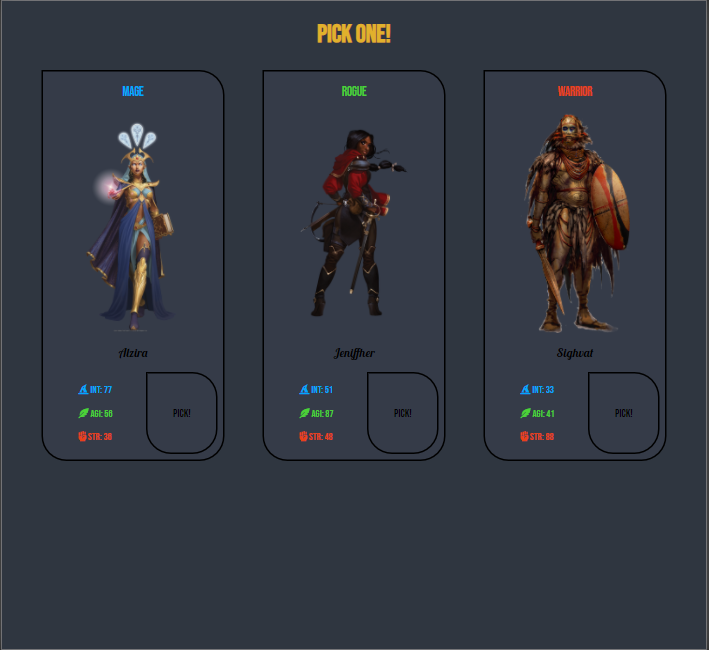 PICK ONE!
MAGE
Alzira
INT: 77
AGI: 56
STR: 38
PICK!
ROGUE
Jeniffher
INT: 51
AGI: 87
STR: 48
PICK!
WARRIOR
Sighvat
INT: 33
AGI: 41
STR: 88
PICK!